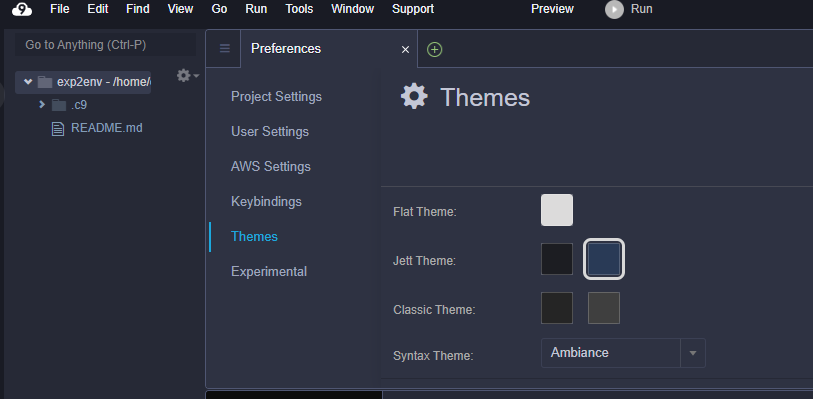 9 File Edit Find View Go Run Tools Window Support Preview Run
Go to Anything (Ctrl-P)
exp2env - /home/
.c9
README.md
Preferences
Project Settings
User Settings
AWS Settings
Keybindings
Themes
Experimental
Themes
Flat Theme:
Jett Theme:
Classic Theme:
Syntax Theme: Ambiance